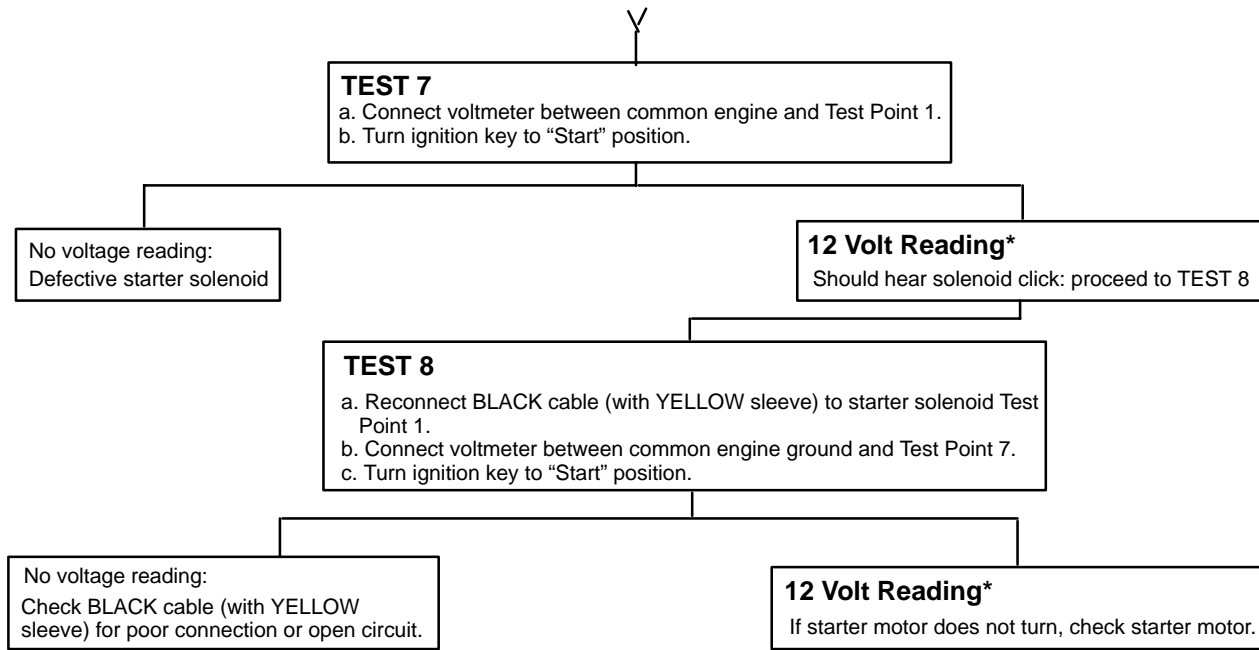 TEST 7
a. Connect voltmeter between common engine and Test Point 1.
b. Turn ignition key to “Start” position.
No voltage reading:
Defective starter solenoid
12 Volt Reading*
Should hear solenoid click: proceed to TEST 8
TEST 8
a. Reconnect BLACK cable (with YELLOW sleeve) to starter solenoid Test
Point 1.
b. Connect voltmeter between common engine ground and Test Point 7.
c. Turn ignition key to “Start” position.
No voltage reading:
Check BLACK cable (with YELLOW
sleeve) for poor connection or open circuit.
12 Volt Reading*
If starter motor does not turn, check starter motor.